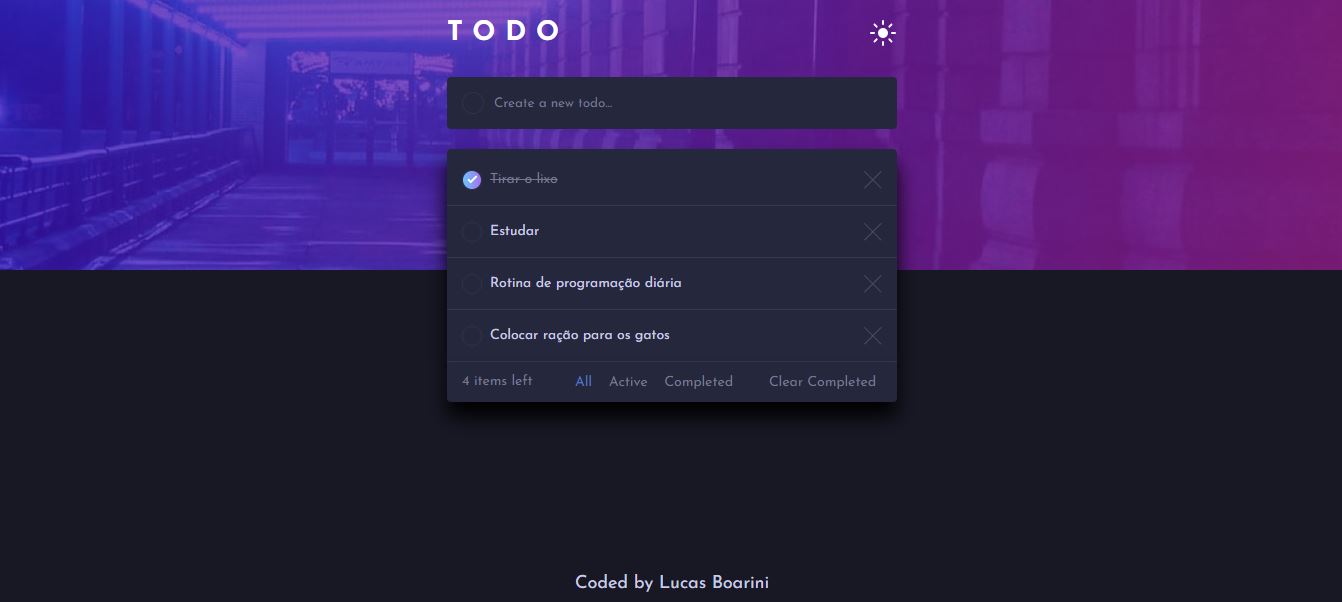 TODO
Create a new todo...
Tirar o lixo
Estudar
Rotina de programação diária
Colocar ração para os gatos
4 items left All Active Completed Clear Completed
Coded by Lucas Boarini